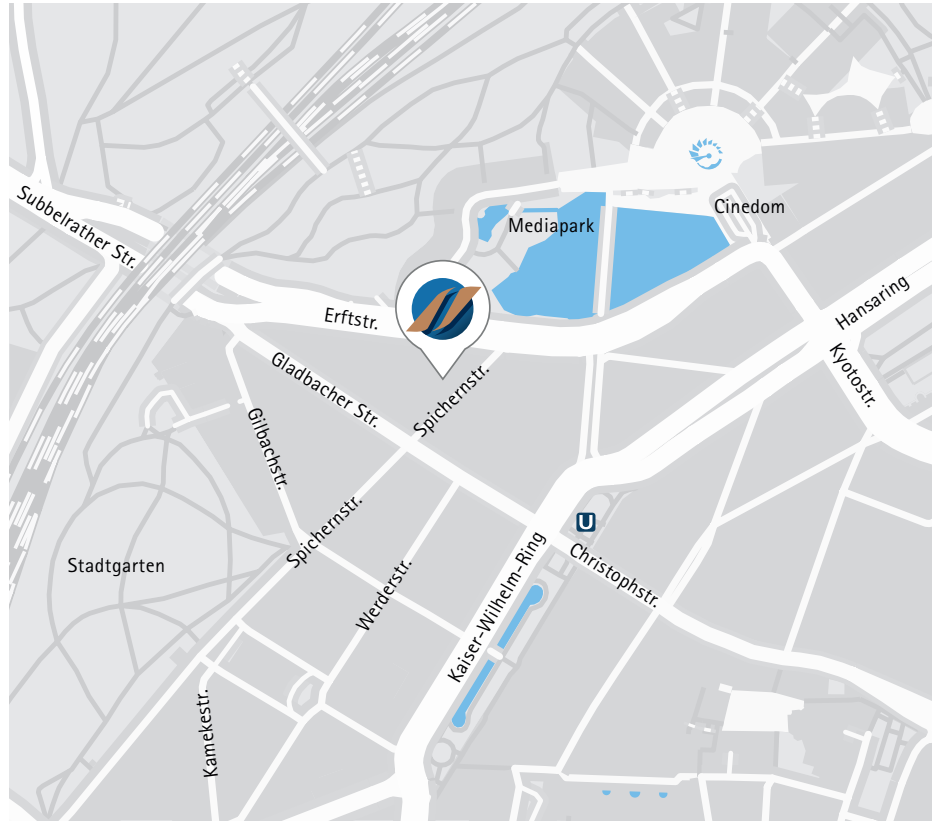 Subbelrather Str.
Mediapark
Cinedom
Hansaring
Erftstr.
Kyotostr.
Gladbacher Str.
Spichernstr.
Gilbachstr.
Spichernstr.
U
Stadtgarten
Werderstr.
Christophstr.
Kaiser-Wilhelm-Ring
Kamekestr.